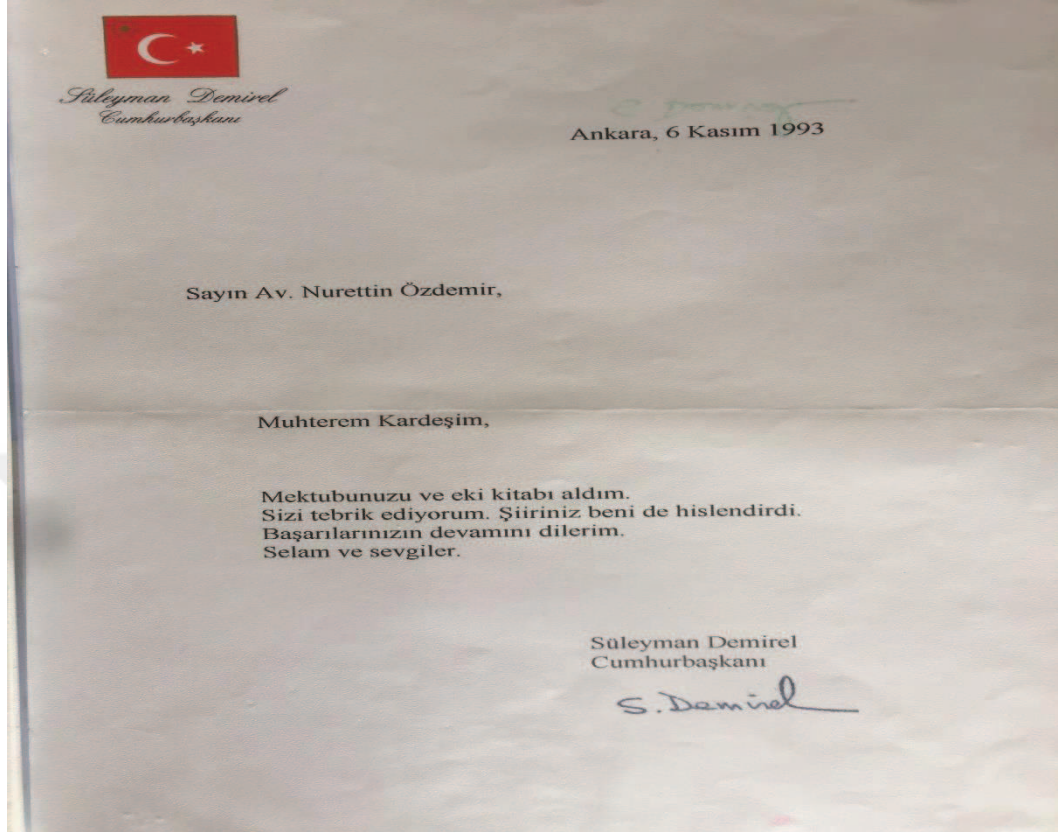 Süleyman Demirel
Cumhurbaşkanı
Ankara, 6 Kasım 1993
Sayın Av. Nurettin Özdemir,
Muhterem Kardeşim,
Mektubunuzu ve eki kitabı aldım.
Sizi tebrik ediyorum. Şiiriniz beni de hislendirdi.
Başarılarınızın devamını dilerim.
Selam ve sevgiler.
Süleyman Demirel
Cumhurbaşkanı
S. Demirel